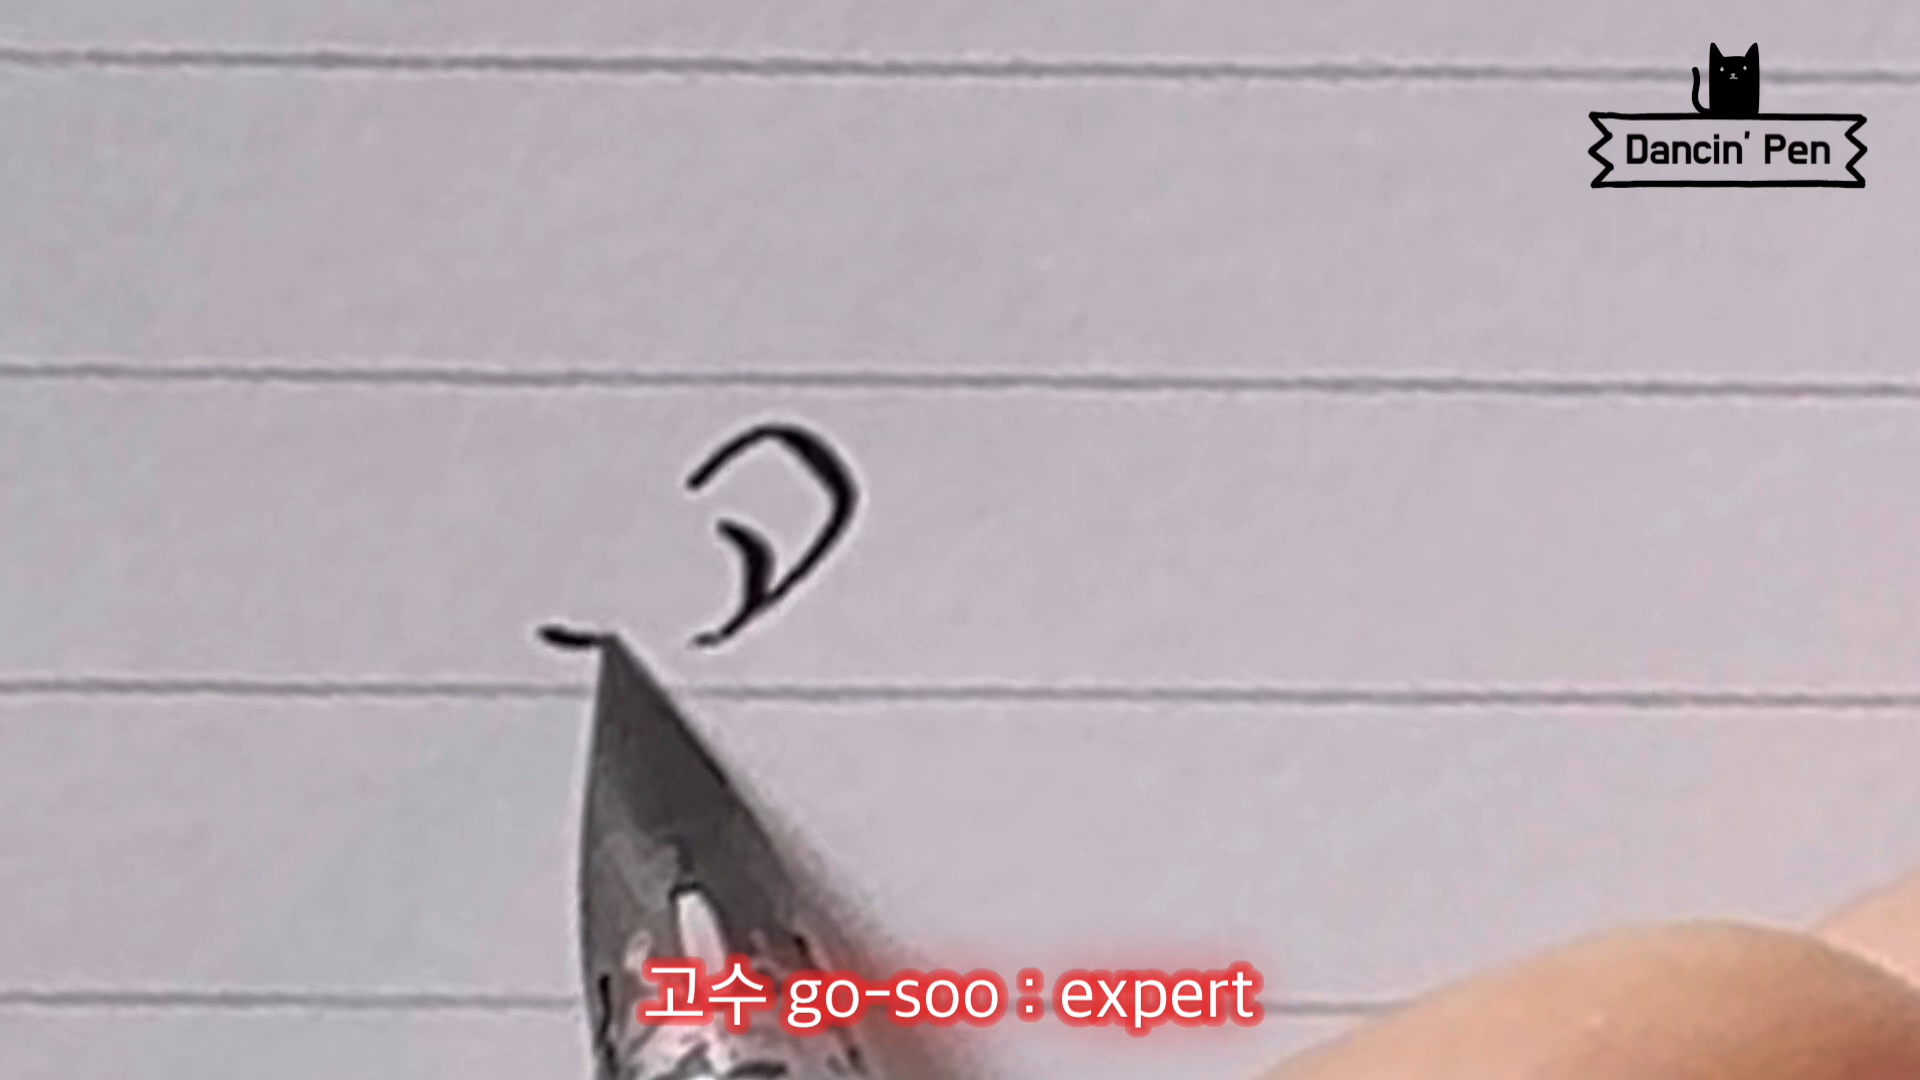 Dancin' Pen
고수 go-soo : expert